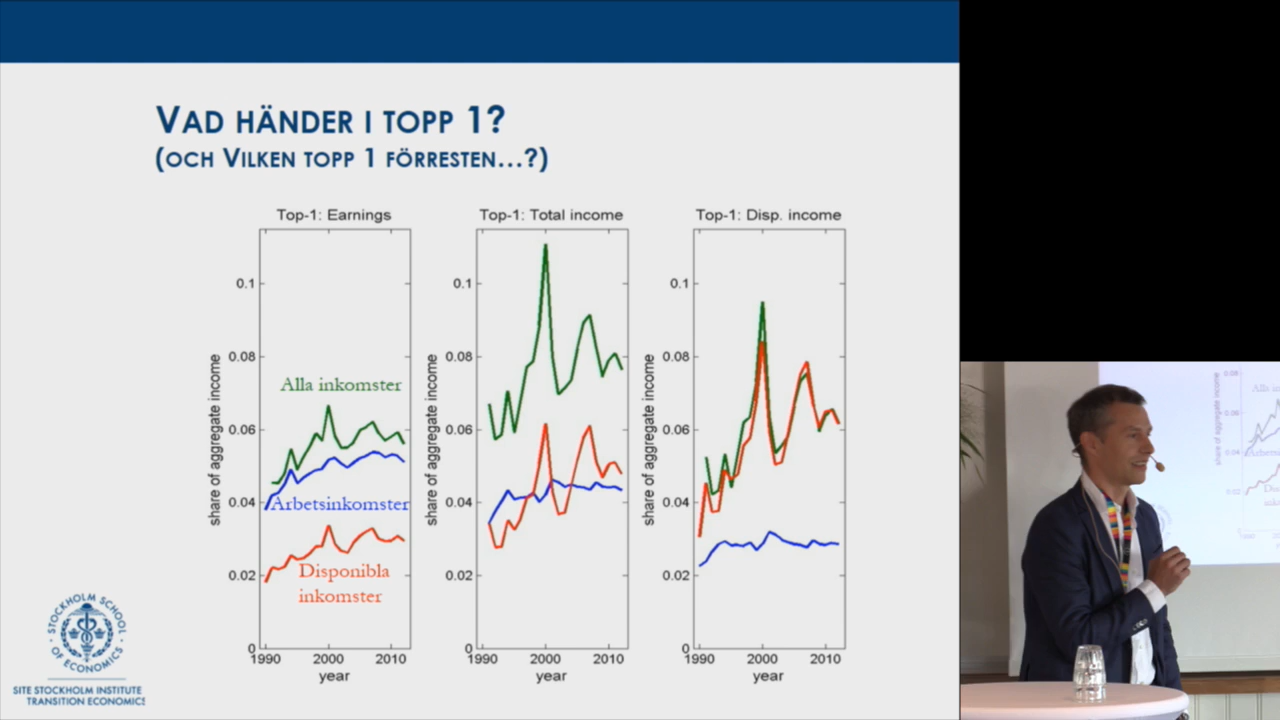 VAD HÄNDER I TOPP 1?
(OCH VILKEN TOPP 1 FÖRRESTEN...?)
Top-1: Earnings
share of aggregate income
0.1
0.08
0.06
0.04
0.02
0
Alla inkomster
Arbetsinkomster
Disponibla
inkomster
1990 2000 2010
year
Top-1: Total income
share of aggregate income
0.1
0.08
0.06
0.04
0.02
0
1990 2000 2010
year
Top-1: Disp. income
share of aggregate income
0.1
0.08
0.06
0.04
0.02
0
1990 2000 2010
year
STOCKHOLM SCHOOL
OF ECONOMICS
SITE STOCKHOLM INSTITUTE
TRANSITION ECONOMICS